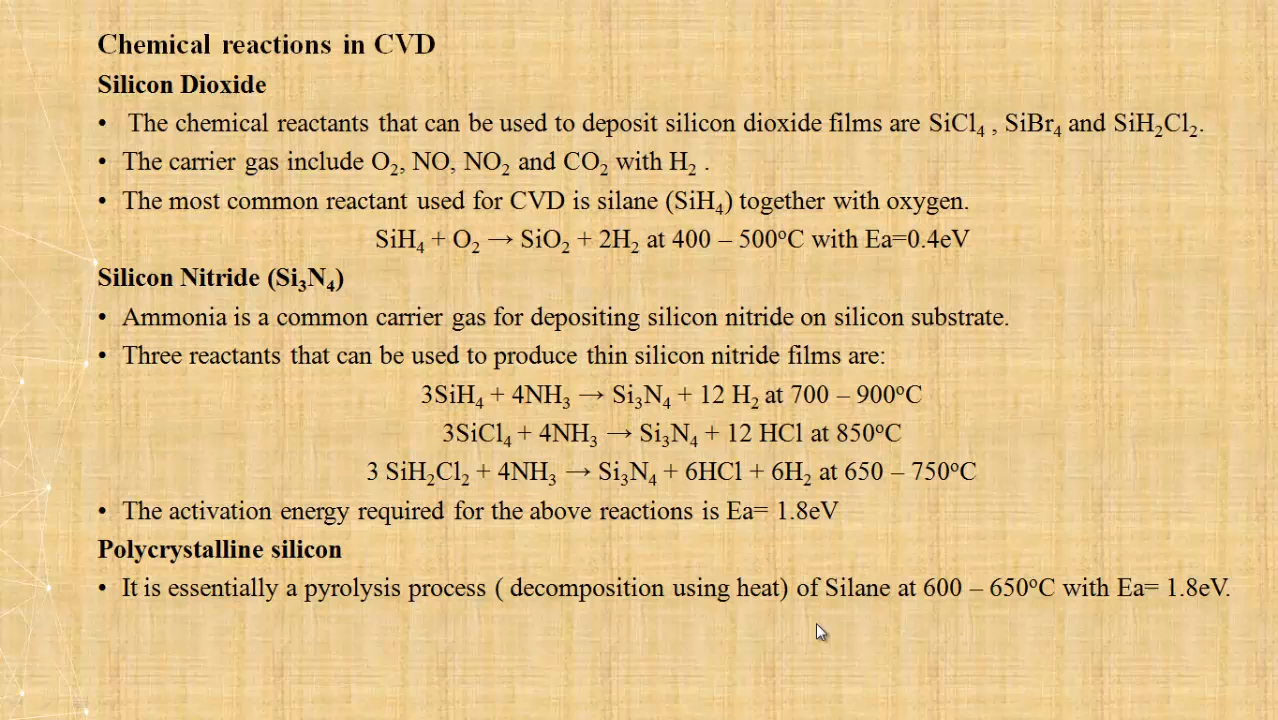 Chemical reactions in CVD
Silicon Dioxide
• The chemical reactants that can be used to deposit silicon dioxide films are SiCl₄ , SiBr₄ and SiH₂Cl₂.
• The carrier gas include O₂, NO, NO₂ and CO₂ with H₂ .
• The most common reactant used for CVD is silane (SiH₄) together with oxygen.
SiH₄ + O₂ → SiO₂ + 2H₂ at 400 – 500ᵒC with Ea=0.4eV
Silicon Nitride (Si₃N₄)
• Ammonia is a common carrier gas for depositing silicon nitride on silicon substrate.
• Three reactants that can be used to produce thin silicon nitride films are:
3SiH₄ + 4NH₃ → Si₃N₄ + 12 H₂ at 700 – 900ᵒC
3SiCl₄ + 4NH₃ → Si₃N₄ + 12 HCl at 850ᵒC
3 SiH₂Cl₂ + 4NH₃ → Si₃N₄ + 6HCl + 6H₂ at 650 – 750ᵒC
• The activation energy required for the above reactions is Ea= 1.8eV
Polycrystalline silicon
• It is essentially a pyrolysis process ( decomposition using heat) of Silane at 600 – 650ᵒC with Ea= 1.8eV.